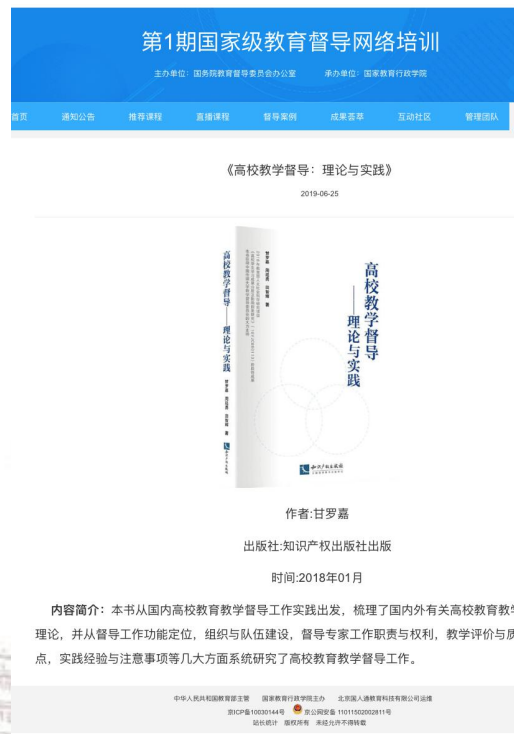 第1期国家级教育督导网络培训
主办单位：国务院教育督导委员会办公室 承办单位：国家教育行政学院
首页 通知公告 推荐课程 直播课程 督导案例 成果荟萃 互动社区 管理团队
《高校教学督导：理论与实践》
2019-06-25
高校教学督导——理论与实践
高校教学督导
——理论与实践
知识产权出版社
作者:甘罗嘉
出版社:知识产权出版社出版
时间:2018年01月
内容简介：本书从国内高校教育教学督导工作实践出发，梳理了国内外有关高校教育教学
理论，并从督导工作功能定位，组织与队伍建设，督导专家工作职责与权利，教学评价与质
点，实践经验与注意事项等几大方面系统研究了高校教育教学督导工作。
中华人民共和国教育部主管 国家教育行政学院主办 北京国人通教育科技有限公司运维
京ICP备10030144号 京公网安备 11011502002811号
站长统计 版权所有 未经允许不得转载